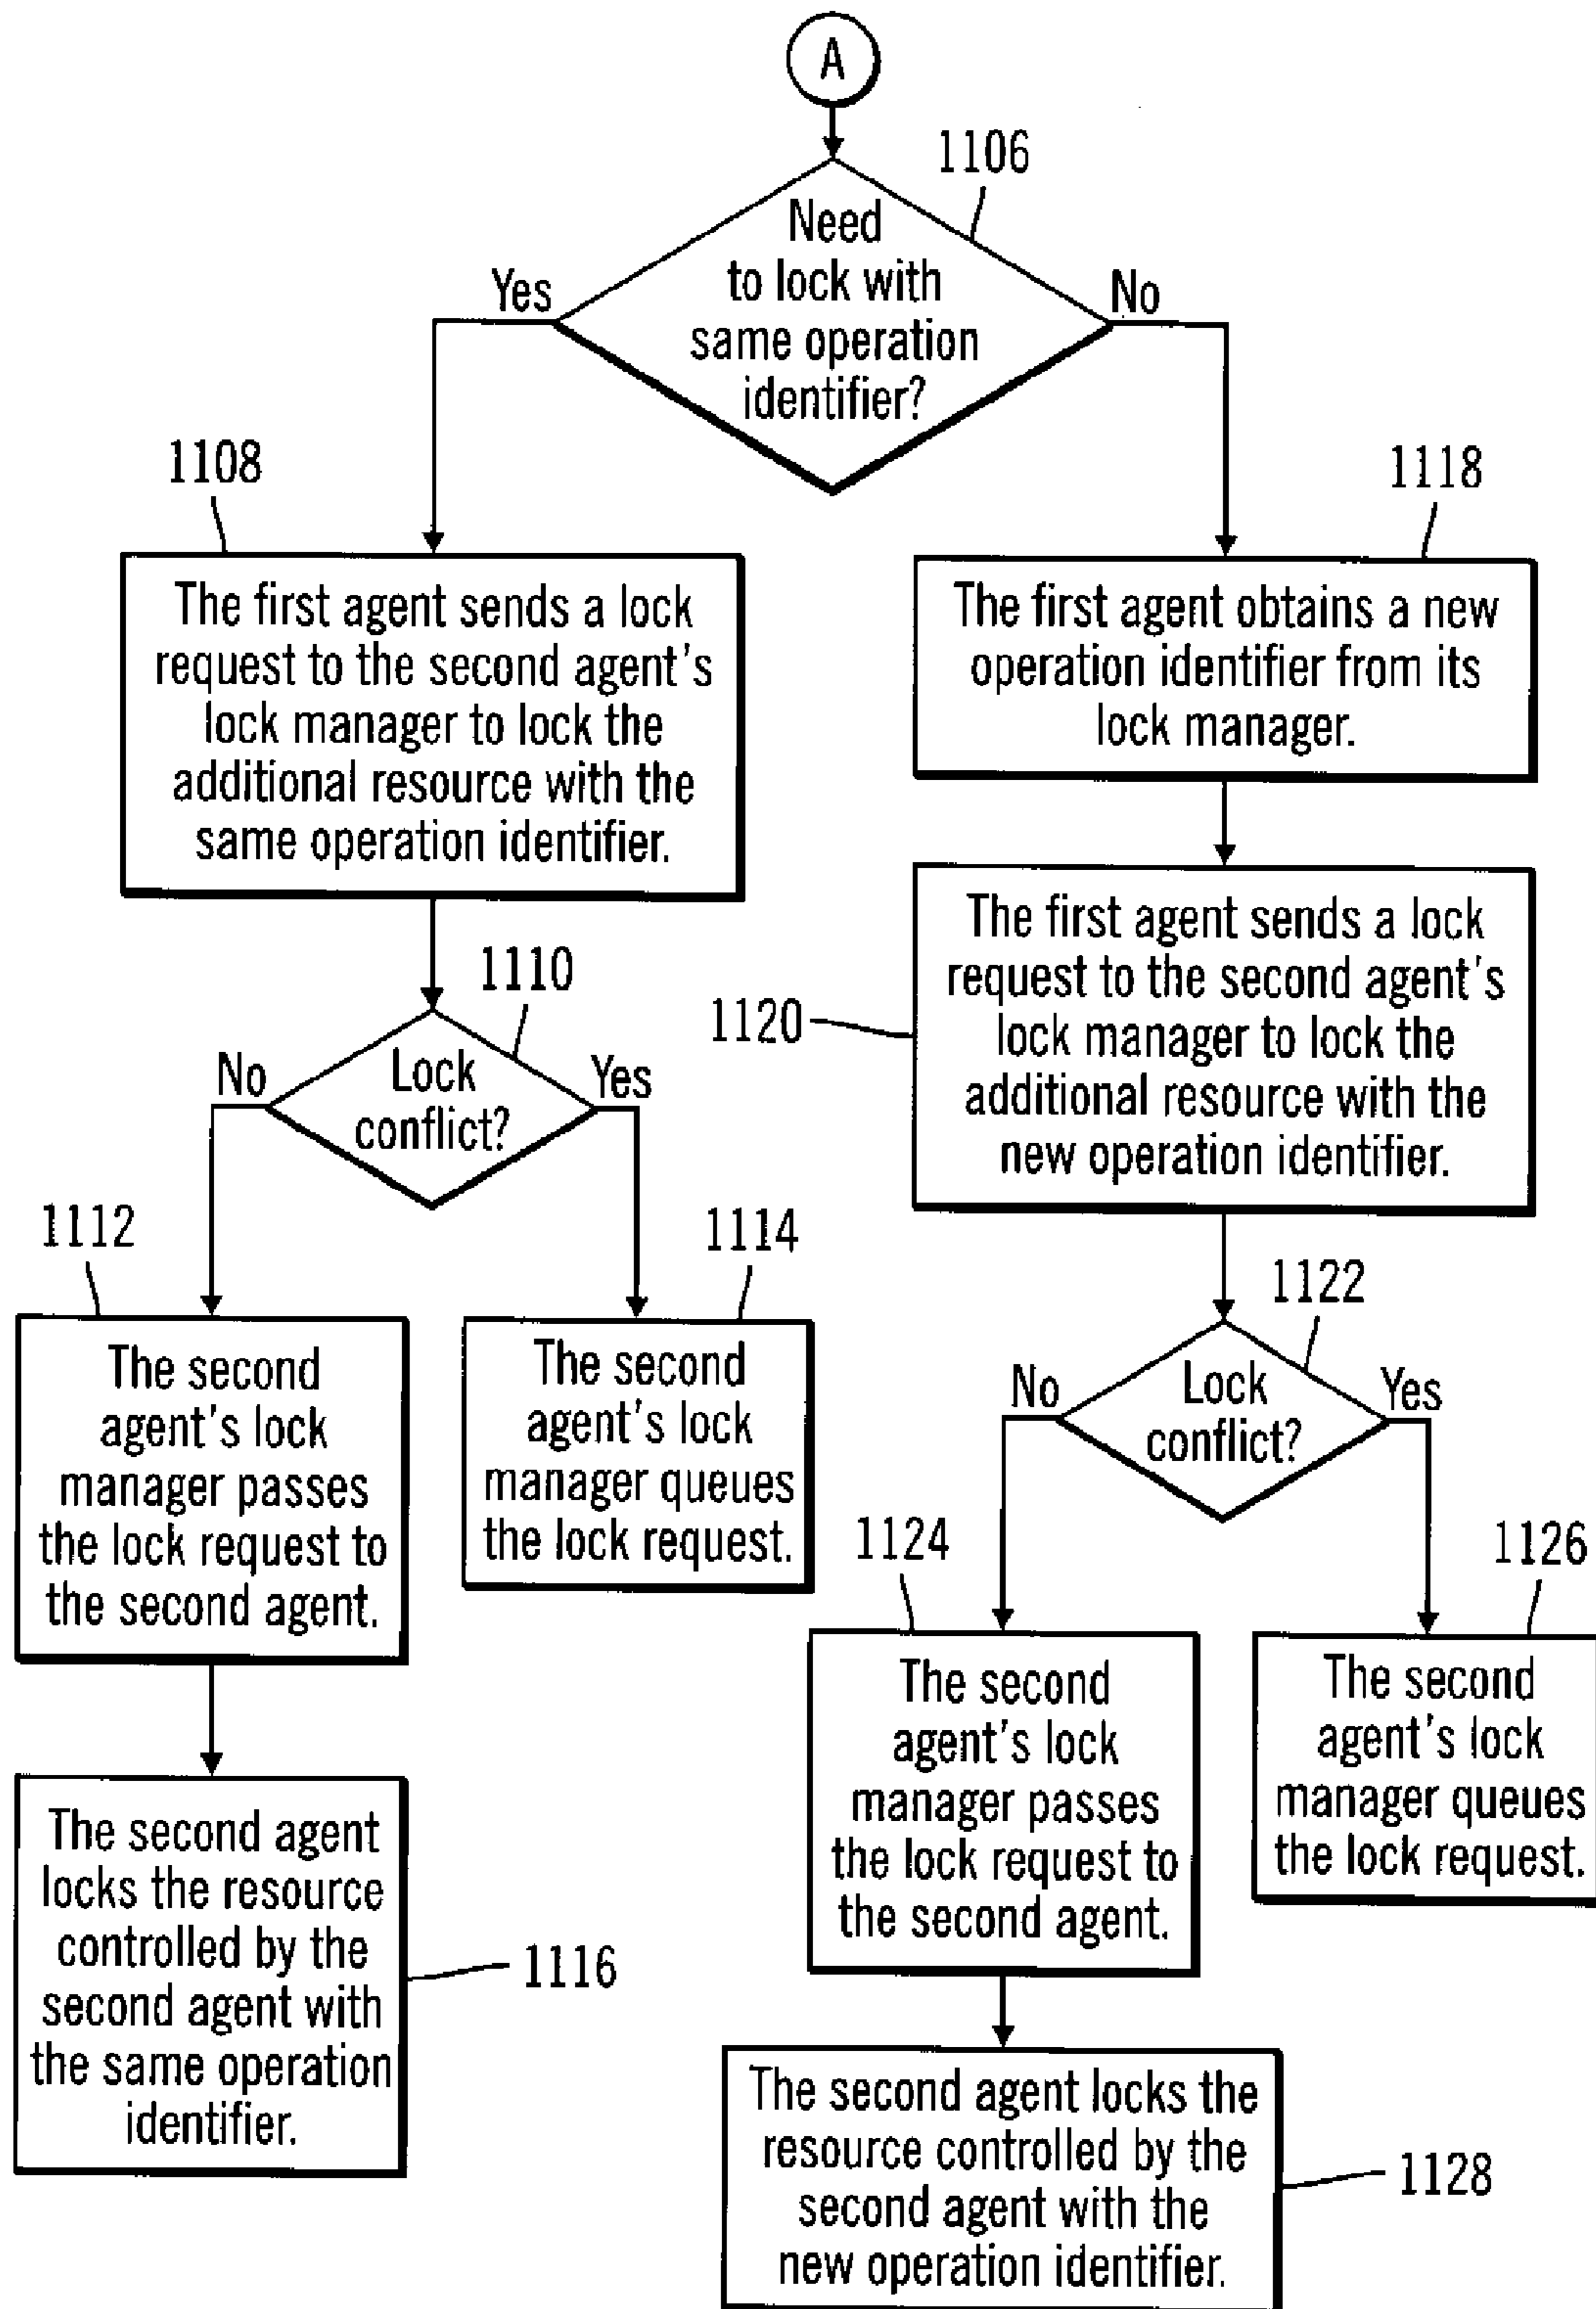 A
1106
Need
to lock with
same operation
identifier?
Yes
No
1108
The first agent sends a lock
request to the second agent's
lock manager to lock the
additional resource with the
same operation identifier.
1118
The first agent obtains a new
operation identifier from its
lock manager.
1120
The first agent sends a lock
request to the second agent's
lock manager to lock the
additional resource with the
new operation identifier.
1110
No
Lock
conflict?
Yes
1112
The second
agent's lock
manager passes
the lock request to
the second agent.
1114
The second
agent's lock
manager queues
the lock request.
1122
No
Lock
conflict?
Yes
1124
The second
agent's lock
manager passes
the lock request to
the second agent.
1126
The second
agent's lock
manager queues
the lock request.
The second agent
locks the resource
controlled by the
second agent with
the same operation
identifier.
1116
The second agent locks the
resource controlled by the
second agent with the
new operation identifier.
1128